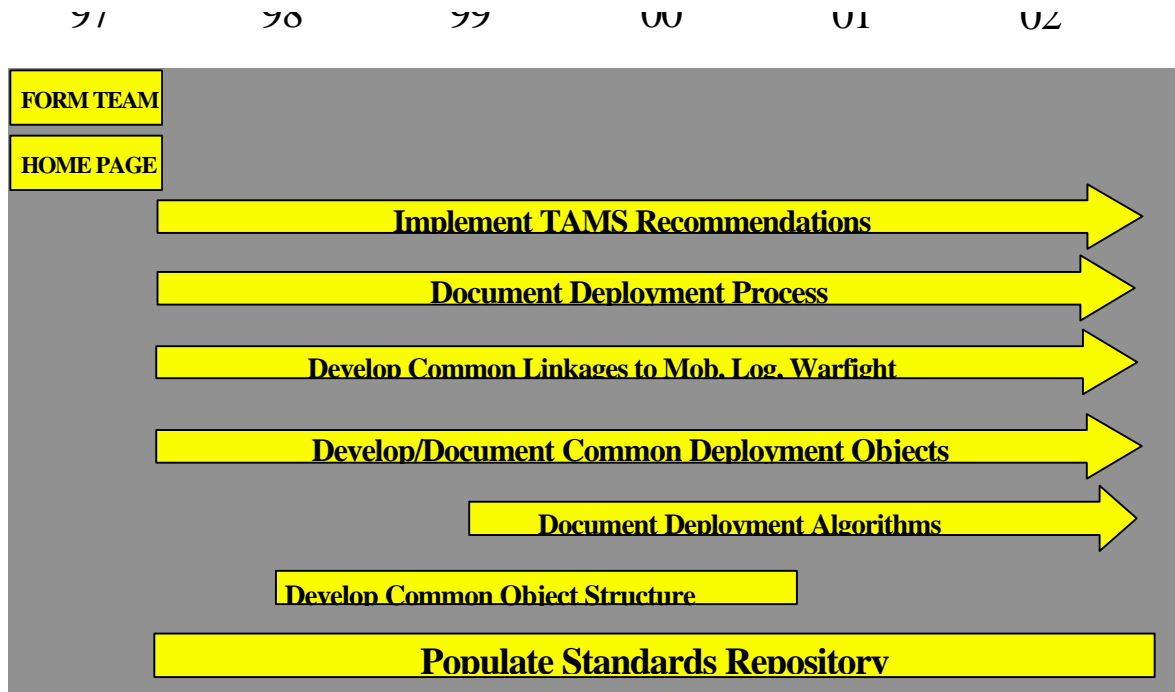 97 98 99 00 01 02
FORM TEAM
HOME PAGE
Implement TAMS Recommendations
Document Deployment Process
Develop Common Linkages to Mob, Log, Warfight
Develop/Document Common Deployment Objects
Document Deployment Algorithms
Develop Common Object Structure
Populate Standards Repository